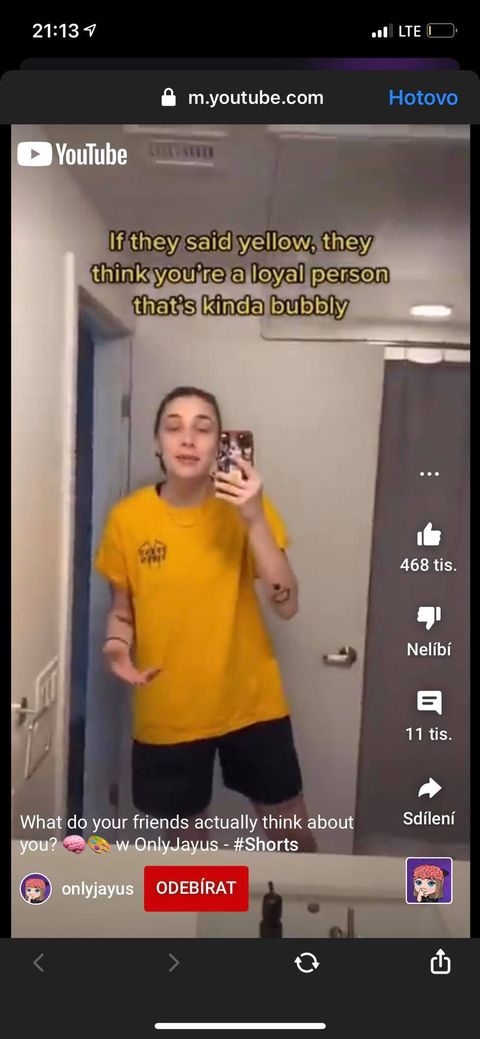 21:13
LTE
m.youtube.com
Hotovo
YouTube
If they said yellow, they
think you're a loyal person
that's kinda bubbly
468 tis.
Nelíbí
11 tis.
Sdílení
What do your friends actually think about
you? 🧠🎨 w OnlyJayus - #Shorts
onlyjayus
ODEBÍRAT